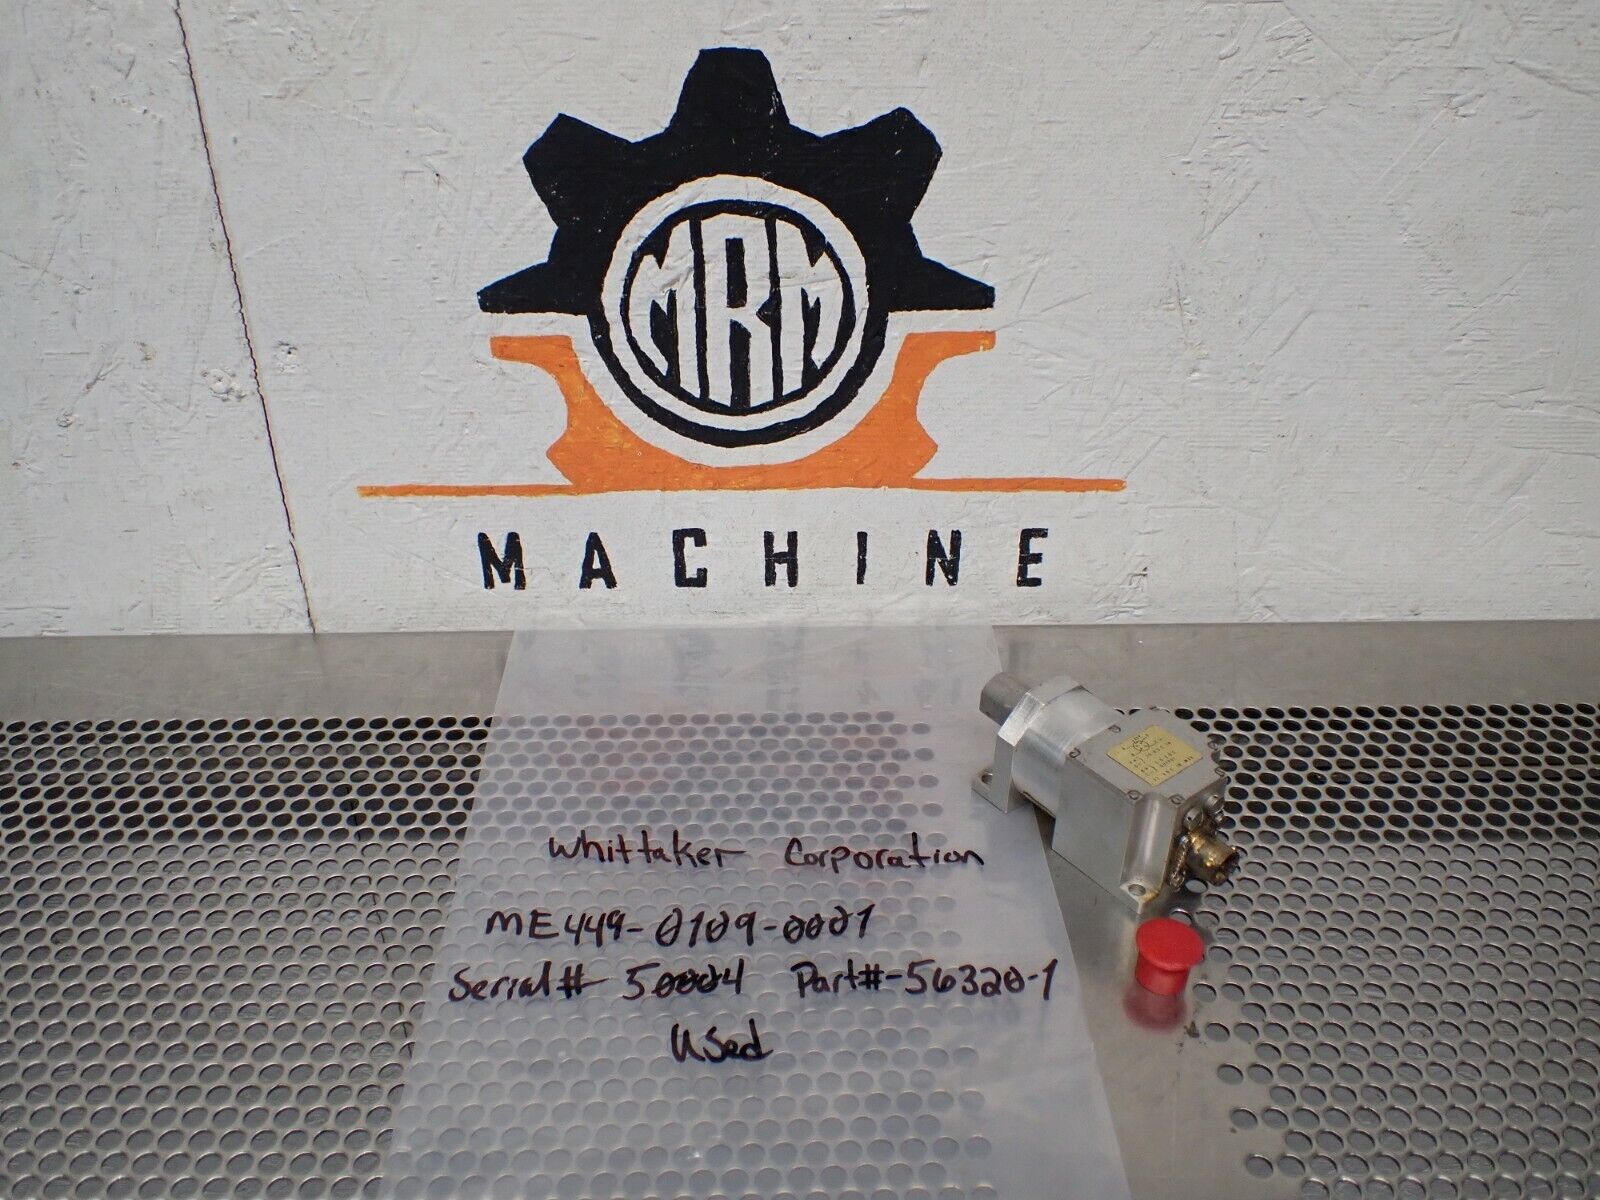 MRM
MACHINE
Whittaker Corporation
ME449-0109-0001
Serial#-50004 Part#-56320-1
Used